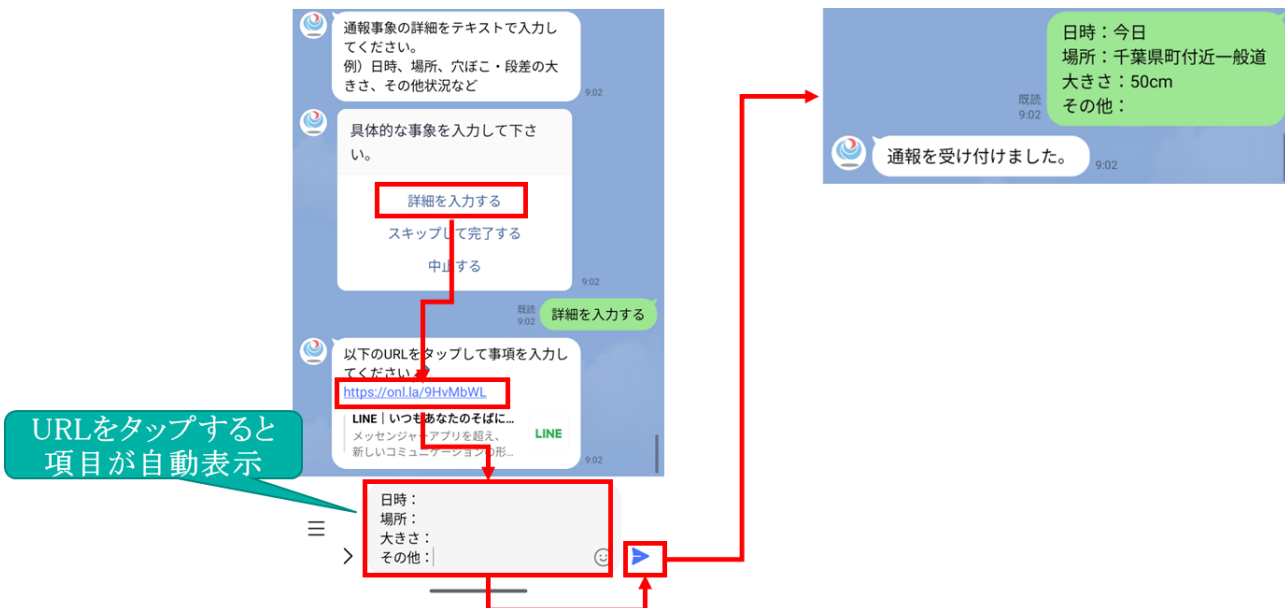 通報事象の詳細をテキストで入力し
てください。
例）日時、場所、穴ぼこ・段差の大
きさ、その他状況など
9:02
具体的な事象を入力して下さ
い。
詳細を入力する
スキップして完了する
中止する
9:02
既読
9:02
詳細を入力する
以下のURLをタップして事項を入力し
てください
https://onl.la/9HvMbWL
LINE｜いつもあなたのそばに...
メッセンジャーアプリを超え、
新しいコミュニケーションの形...
LINE
9:02
URLをタップすると
項目が自動表示
日時：
場所：
大きさ：
その他：
日時：今日
場所：千葉県町付近一般道
大きさ：50cm
その他：
既読
9:02
通報を受け付けました。
9:02